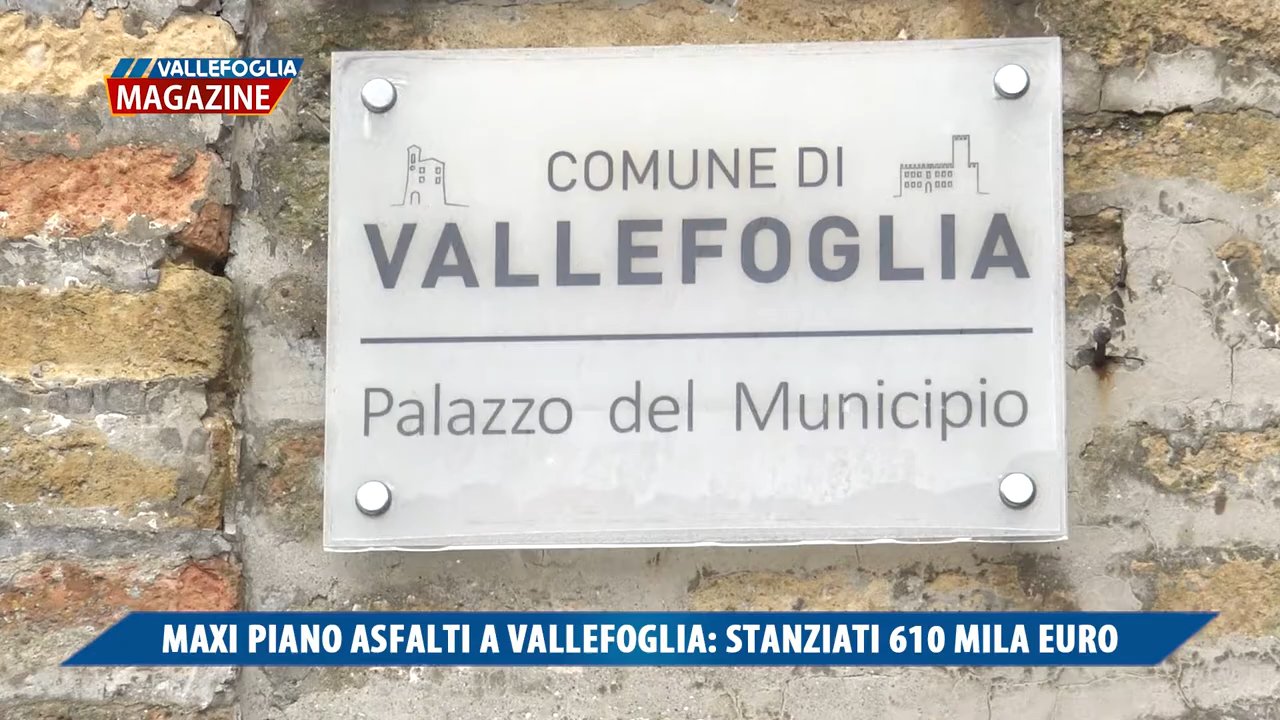 VALLEFOGLIA
MAGAZINE
COMUNE DI
VALLEFOGLIA
Palazzo del Municipio
MAXI PIANO ASFALTI A VALLEFOGLIA: STANZIATI 610 MILA EURO